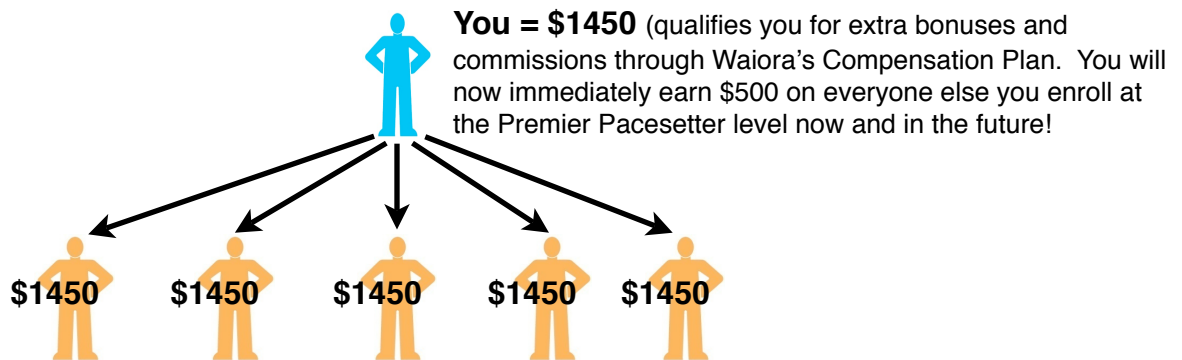 You = $1450 (qualifies you for extra bonuses and
commissions through Waiora's Compensation Plan.  You will
now immediately earn $500 on everyone else you enroll at
the Premier Pacesetter level now and in the future!
$1450 $1450 $1450 $1450 $1450